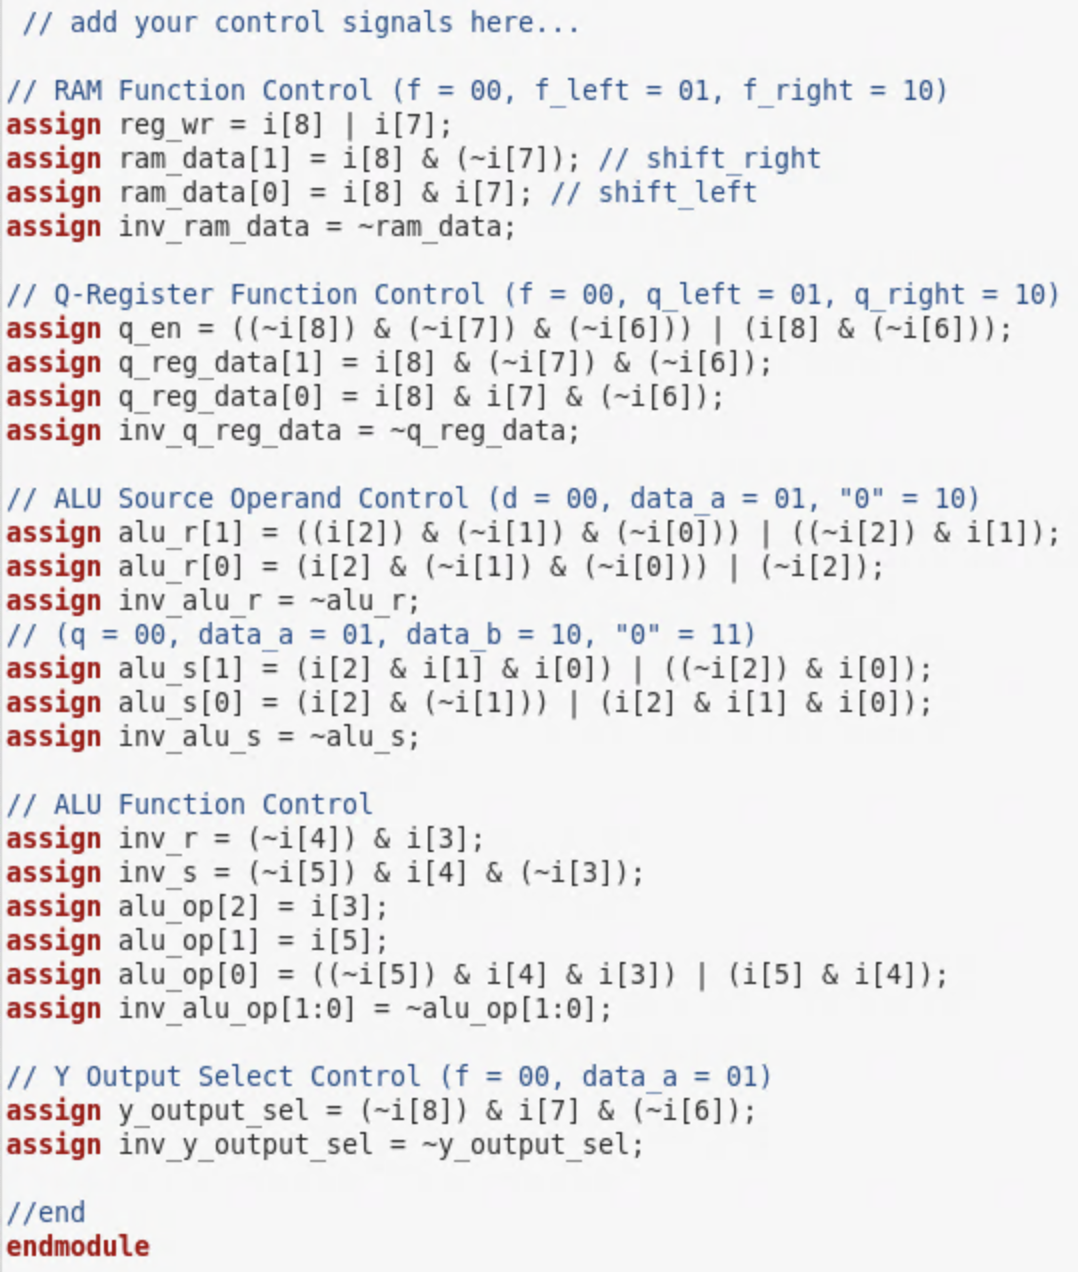 // add your control signals here...
// RAM Function Control (f = 00, f_left = 01, f_right = 10)
assign reg_wr = i[8] | i[7];
assign ram_data[1] = i[8] & (~i[7]); // shift_right
assign ram_data[0] = i[8] & i[7]; // shift_left
assign inv_ram_data = ~ram_data;
// Q-Register Function Control (f = 00, q_left = 01, q_right = 10)
assign q_en = ((~i[8]) & (~i[7]) & (~i[6])) | (i[8] & (~i[6]));
assign q_reg_data[1] = i[8] & (~i[7]) & (~i[6]);
assign q_reg_data[0] = i[8] & i[7] & (~i[6]);
assign inv_q_reg_data = ~q_reg_data;
// ALU Source Operand Control (d = 00, data_a = 01, "0" = 10)
assign alu_r[1] = ((i[2]) & (~i[1]) & (~i[0])) | ((~i[2]) & i[1]);
assign alu_r[0] = (i[2] & (~i[1]) & (~i[0])) | (~i[2]);
assign inv_alu_r = ~alu_r;
// (q = 00, data_a = 01, data_b = 10, "0" = 11)
assign alu_s[1] = (i[2] & i[1] & i[0]) | ((~i[2]) & i[0]);
assign alu_s[0] = (i[2] & (~i[1])) | (i[2] & i[1] & i[0]);
assign inv_alu_s = ~alu_s;
// ALU Function Control
assign inv_r = (~i[4]) & i[3];
assign inv_s = (~i[5]) & i[4] & (~i[3]);
assign alu_op[2] = i[3];
assign alu_op[1] = i[5];
assign alu_op[0] = ((~i[5]) & i[4] & i[3]) | (i[5] & i[4]);
assign inv_alu_op[1:0] = ~alu_op[1:0];
// Y Output Select Control (f = 00, data_a = 01)
assign y_output_sel = (~i[8]) & i[7] & (~i[6]);
assign inv_y_output_sel = ~y_output_sel;
//end
endmodule